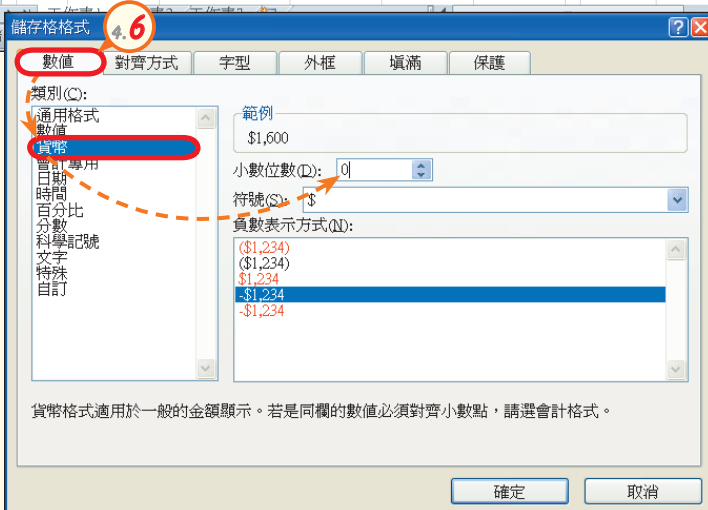 儲存格格式
4.6
數值 對齊方式 字型 外框 填滿 保護
類別(C):
通用格式
數值
貨幣
會計專用
日期
時間
百分比
分數
科學記號
文字
特殊
自訂
範例
$1,600
小數位數(D): 0
符號(S): $
負數表示方式(N):
($1,234)
($1,234)
$1,234
-$1,234
-$1,234
貨幣格式適用於一般的金額顯示。若是同欄的數值必須對齊小數點，請選會計格式。
確定 取消